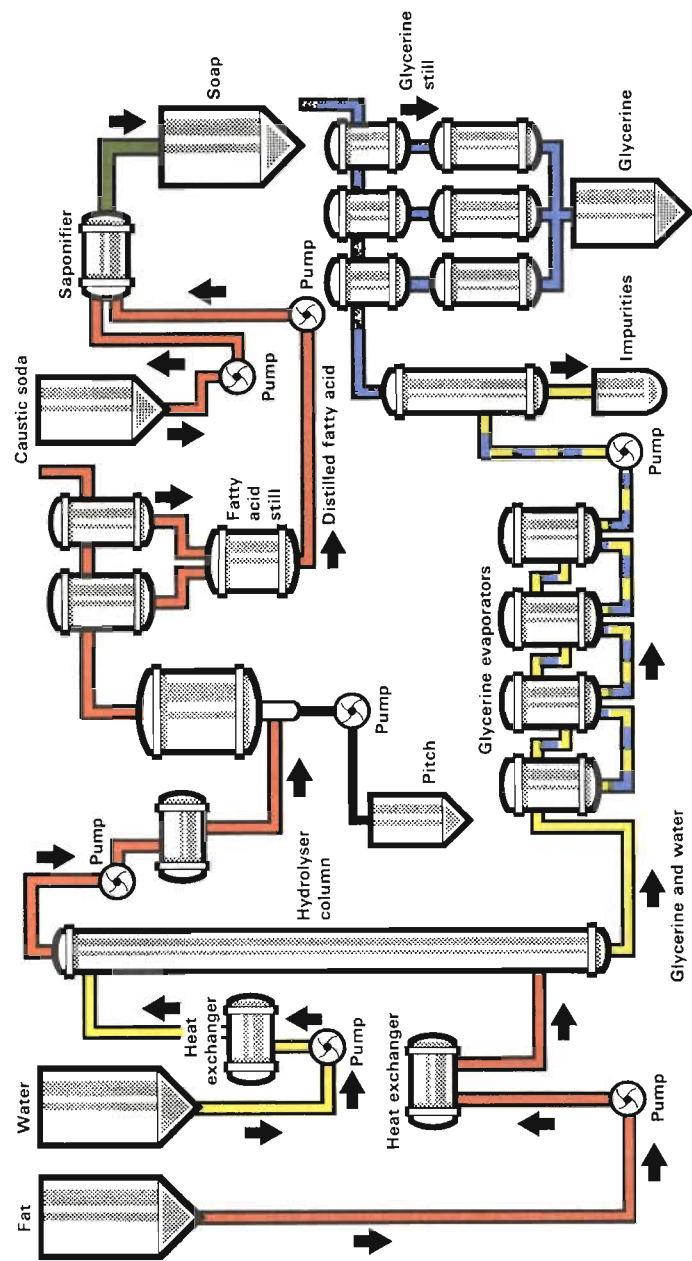 Fat
Water
Pump
Heat exchanger
Pump
Heat
exchanger
Hydrolyser
column
Glycerine and water
Pump
Pitch
Pump
Fatty
acid
still
Distilled fatty acid
Caustic soda
Pump
Pump
Saponifier
Soap
Glycerine evaporators
Pump
Impurities
Glycerine
still
Glycerine